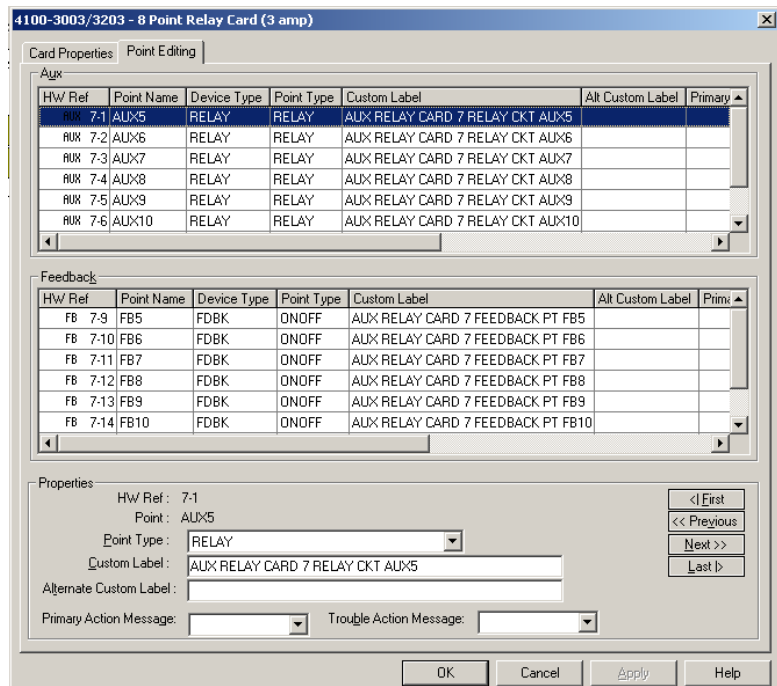 4100-3003/3203 - 8 Point Relay Card (3 amp)
Card Properties Point Editing
Aux
HW Ref Point Name Device Type Point Type Custom Label Alt Custom Label Primary
AUX 7-1 AUX5 RELAY RELAY AUX RELAY CARD 7 RELAY CKT AUX5
AUX 7-2 AUX6 RELAY RELAY AUX RELAY CARD 7 RELAY CKT AUX6
AUX 7-3 AUX7 RELAY RELAY AUX RELAY CARD 7 RELAY CKT AUX7
AUX 7-4 AUX8 RELAY RELAY AUX RELAY CARD 7 RELAY CKT AUX8
AUX 7-5 AUX9 RELAY RELAY AUX RELAY CARD 7 RELAY CKT AUX9
AUX 7-6 AUX10 RELAY RELAY AUX RELAY CARD 7 RELAY CKT AUX10
Feedback
HW Ref Point Name Device Type Point Type Custom Label Alt Custom Label Prima
FB 7-9 FB5 FDBK ONOFF AUX RELAY CARD 7 FEEDBACK PT FB5
FB 7-10 FB6 FDBK ONOFF AUX RELAY CARD 7 FEEDBACK PT FB6
FB 7-11 FB7 FDBK ONOFF AUX RELAY CARD 7 FEEDBACK PT FB7
FB 7-12 FB8 FDBK ONOFF AUX RELAY CARD 7 FEEDBACK PT FB8
FB 7-13 FB9 FDBK ONOFF AUX RELAY CARD 7 FEEDBACK PT FB9
FB 7-14 FB10 FDBK ONOFF AUX RELAY CARD 7 FEEDBACK PT FB10
Properties
HW Ref : 7-1
Point : AUX5
Point Type : RELAY
Custom Label : AUX RELAY CARD 7 RELAY CKT AUX5
Alternate Custom Label :
Primary Action Message: Trouble Action Message:
<| First
<< Previous
Next >>
Last |>
OK Cancel Apply Help